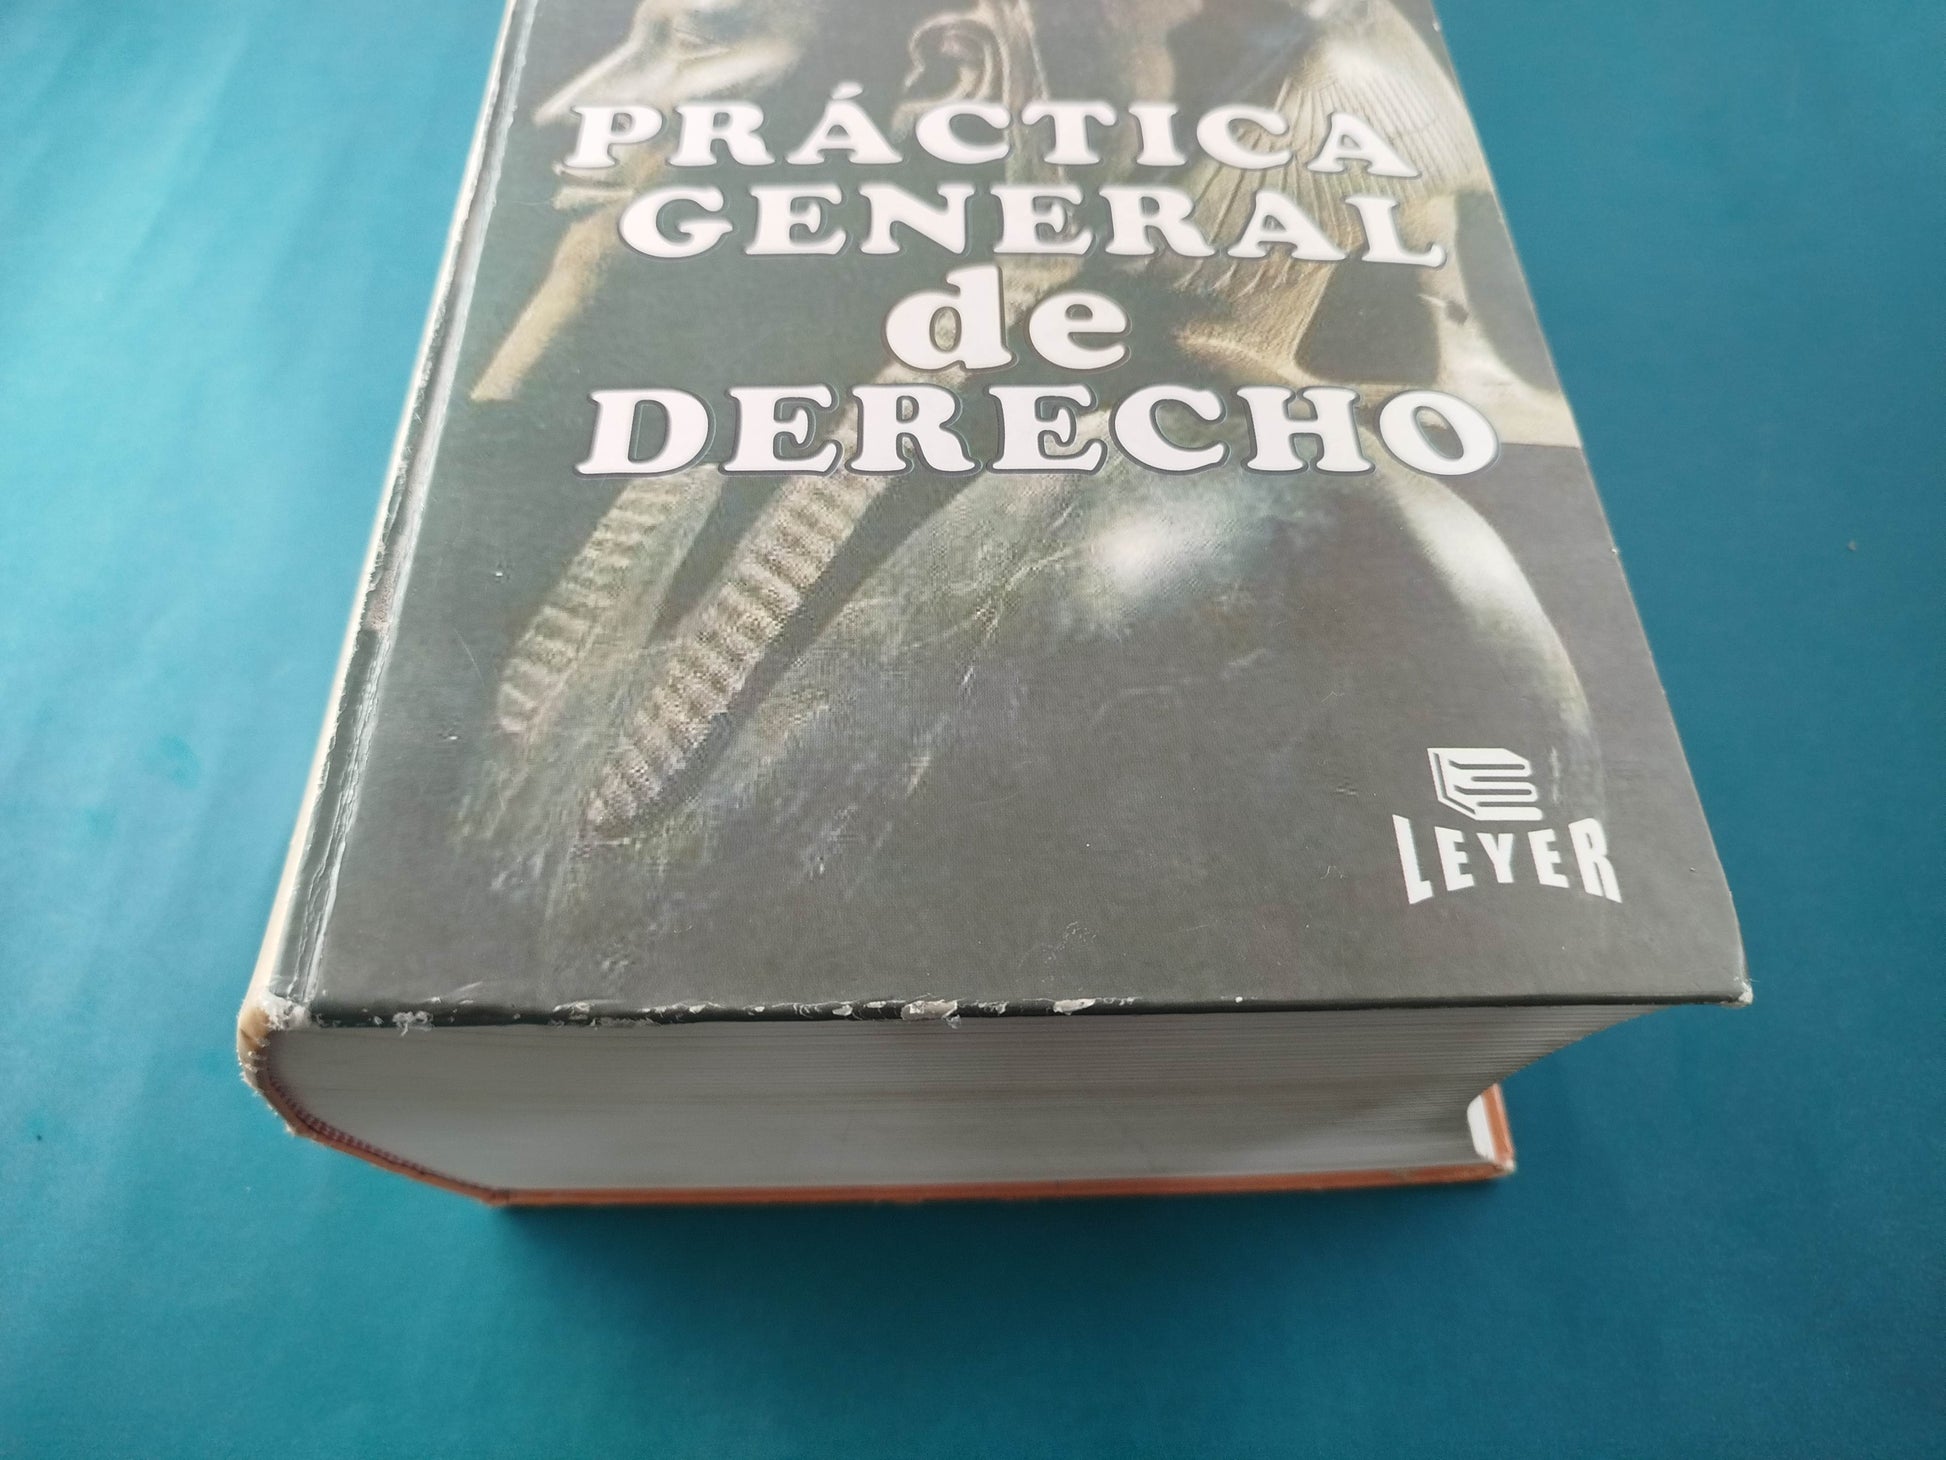 PRÁCTICA
GENERAL
de
DERECHO
LEYER